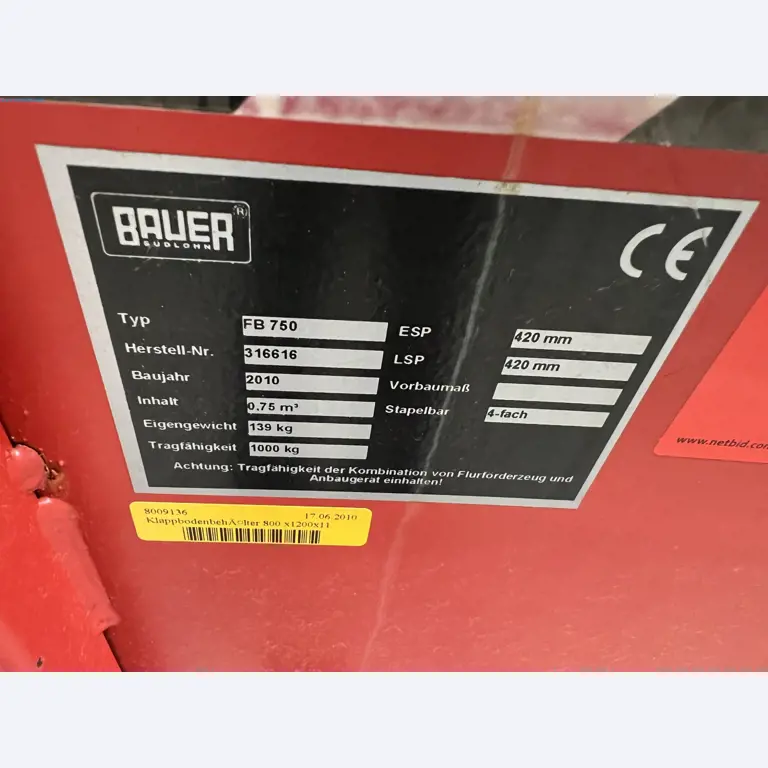 BAUER®
SUDLOHN
CE
Typ FB 750
Herstell-Nr. 316616
Baujahr 2010
Inhalt 0.75 m³
Eigengewicht 139 kg
Tragfähigkeit 1000 kg
ESP 420 mm
LSP 420 mm
Vorbaumaß
Stapelbar 4-fach
Achtung: Tragfähigkeit der Kombination von Flurforderzeug und
Anbaugerät einhalten!
8009136 17.06.2010
KlappbodenbehÃ¤lter 800 x1200x11
www.netbid.com